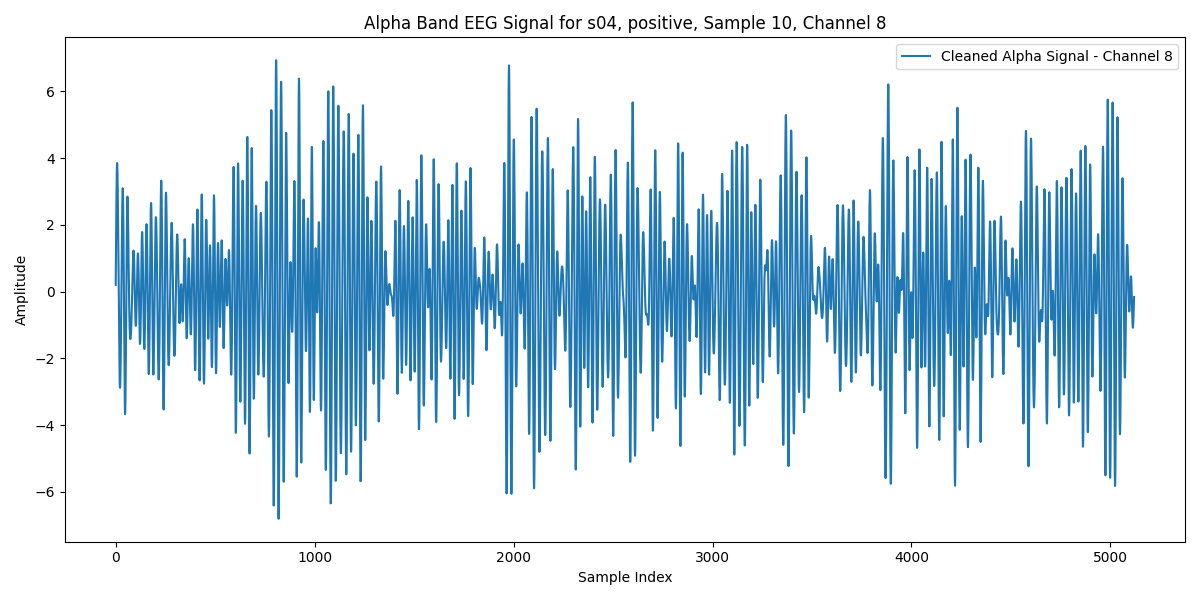 Alpha Band EEG Signal for s04, positive, Sample 10, Channel 8
Cleaned Alpha Signal - Channel 8
Amplitude
6
4
2
0
−2
−4
−6
0 1000 2000 3000 4000 5000
Sample Index